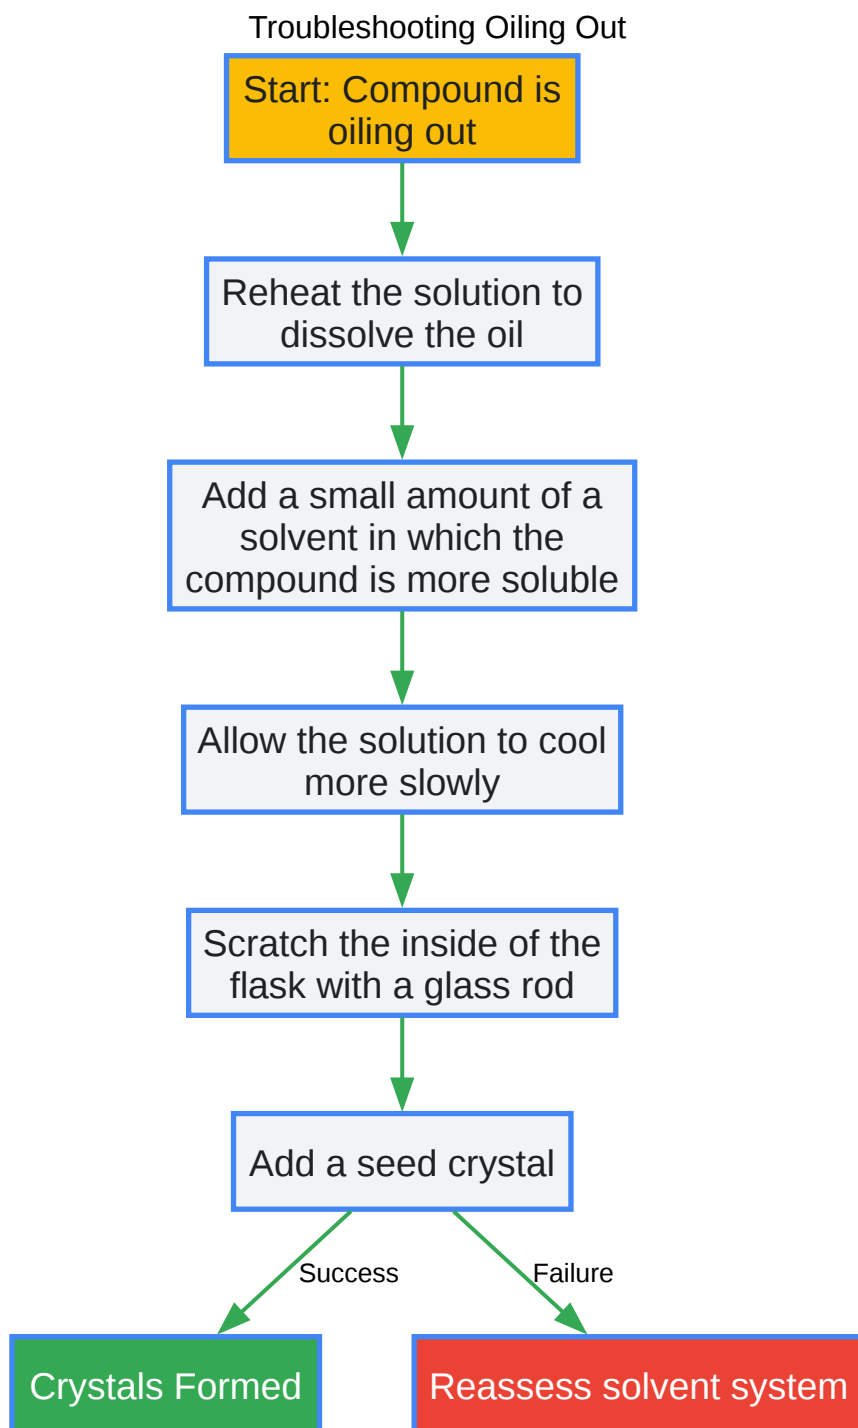 Troubleshooting Oiling Out
Start: Compound is
oiling out
Reheat the solution to
dissolve the oil
Add a small amount of a
solvent in which the
compound is more soluble
Allow the solution to cool
more slowly
Scratch the inside of the
flask with a glass rod
Add a seed crystal
Success
Failure
Crystals Formed
Reassess solvent system